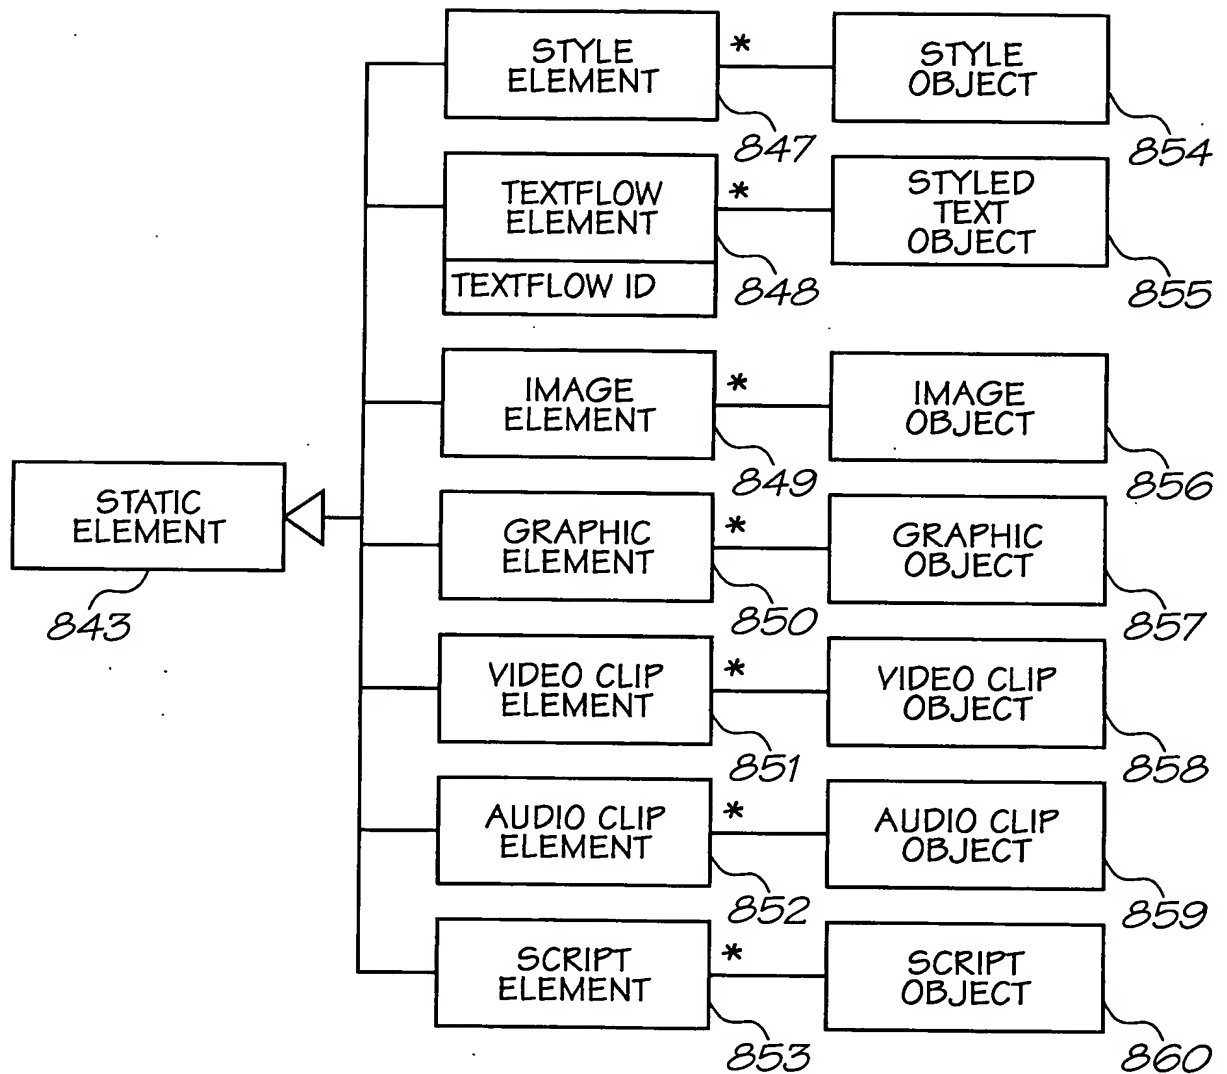 STYLE
ELEMENT
*
STYLE
OBJECT
847
854
TEXTFLOW
ELEMENT
*
STYLED
TEXT
OBJECT
TEXTFLOW ID
848
855
IMAGE
ELEMENT
*
IMAGE
OBJECT
849
856
STATIC
ELEMENT
843
GRAPHIC
ELEMENT
*
GRAPHIC
OBJECT
850
857
VIDEO CLIP
ELEMENT
*
VIDEO CLIP
OBJECT
851
858
AUDIO CLIP
ELEMENT
*
AUDIO CLIP
OBJECT
852
859
SCRIPT
ELEMENT
*
SCRIPT
OBJECT
853
860